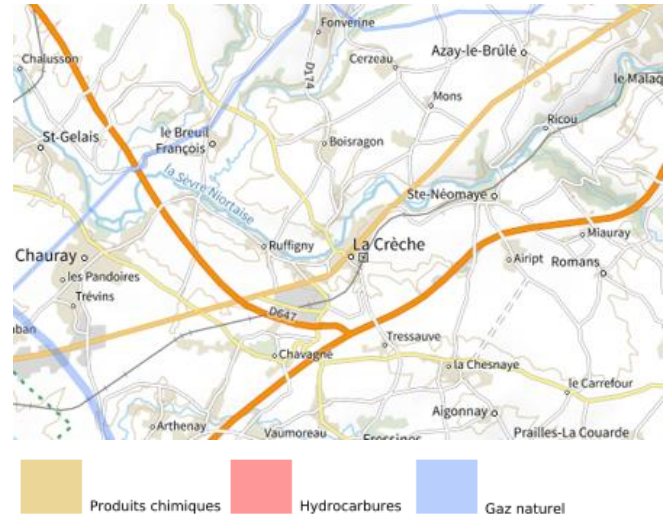 Fonverine
Chalusson
Cerzeau
Azay-le-Brûlé
D174
le Malaq
Mons
Ricou
St-Gelais
le Breuil
François
Boisragon
la Sèvre Niortaise
Ste-Néomaye
Miauray
Ruffigny
La Crèche
Chauray
Aiript
Romans
les Pandoires
Trévins
D647
aban
Tressauve
Chavagne
la Chesnaye
le Carrefour
Aigonnay
Arthenay
Vaumoreau
Fressines
Prailles-La Couarde
Produits chimiques
Hydrocarbures
Gaz naturel